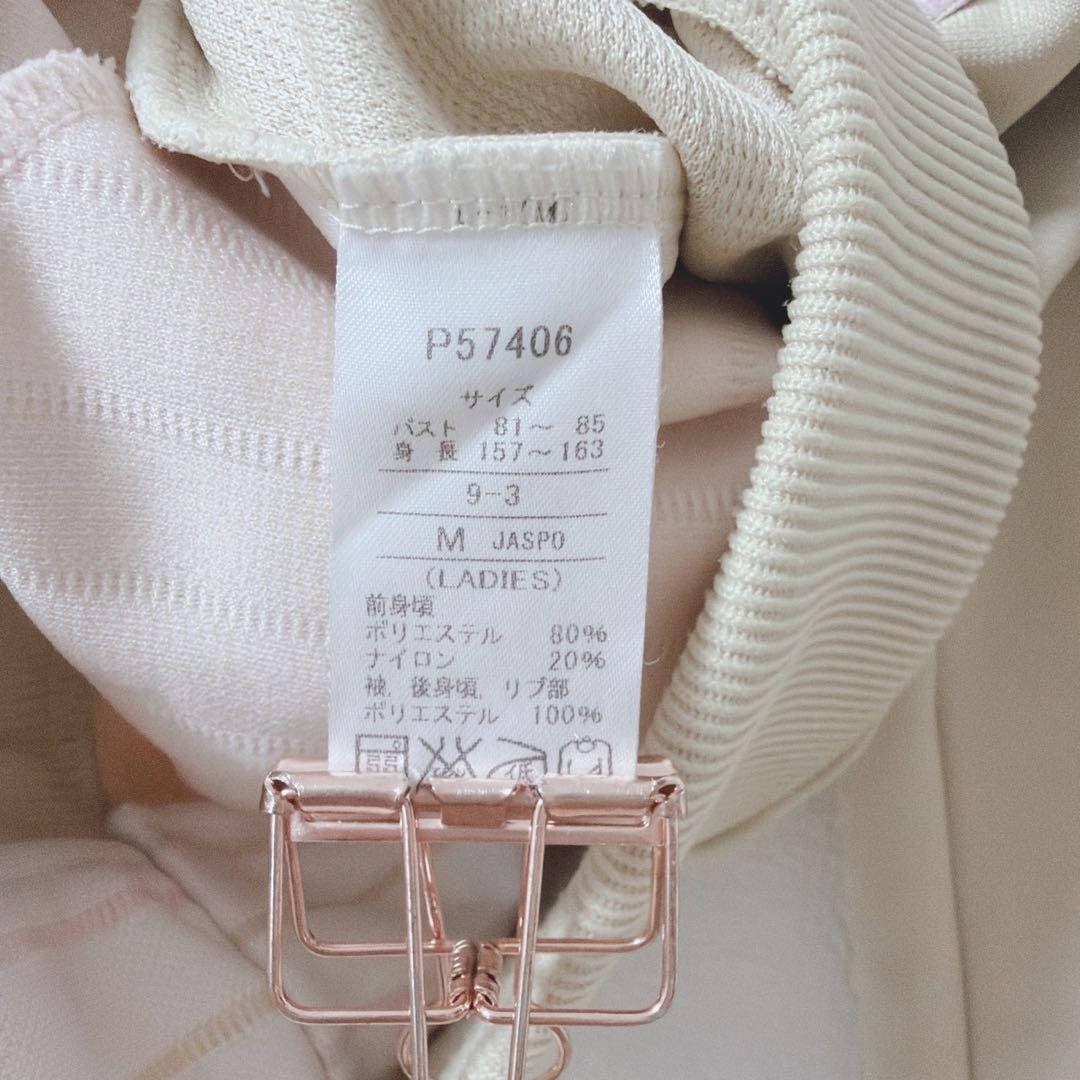 P57406
サイズ
バスト 81～ 85
身 長 157～163
9-3
M JASPO
(LADIES)
前身頃
ポリエステル 80%
ナイロン 20%
袖, 後身頃, リブ部
ポリエステル 100%
弱
低